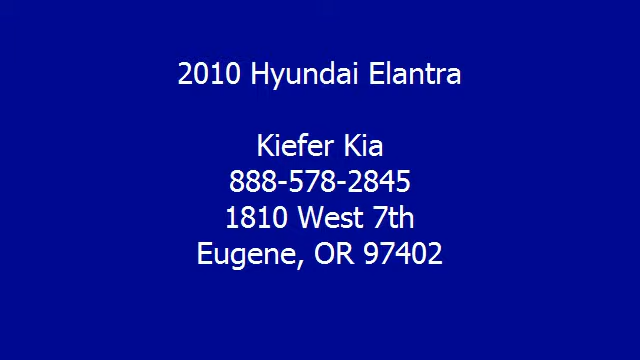 2010 Hyundai Elantra
Kiefer Kia
888-578-2845
1810 West 7th
Eugene, OR 97402